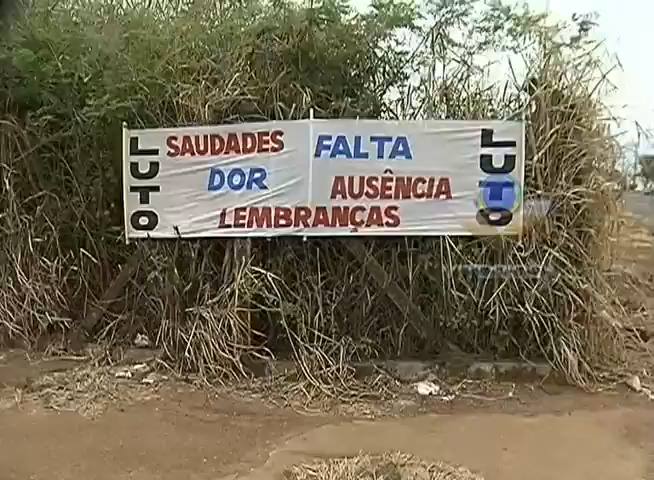 LUTO
SAUDADES FALTA
DOR AUSÊNCIA
LEMBRANÇAS
LUTO